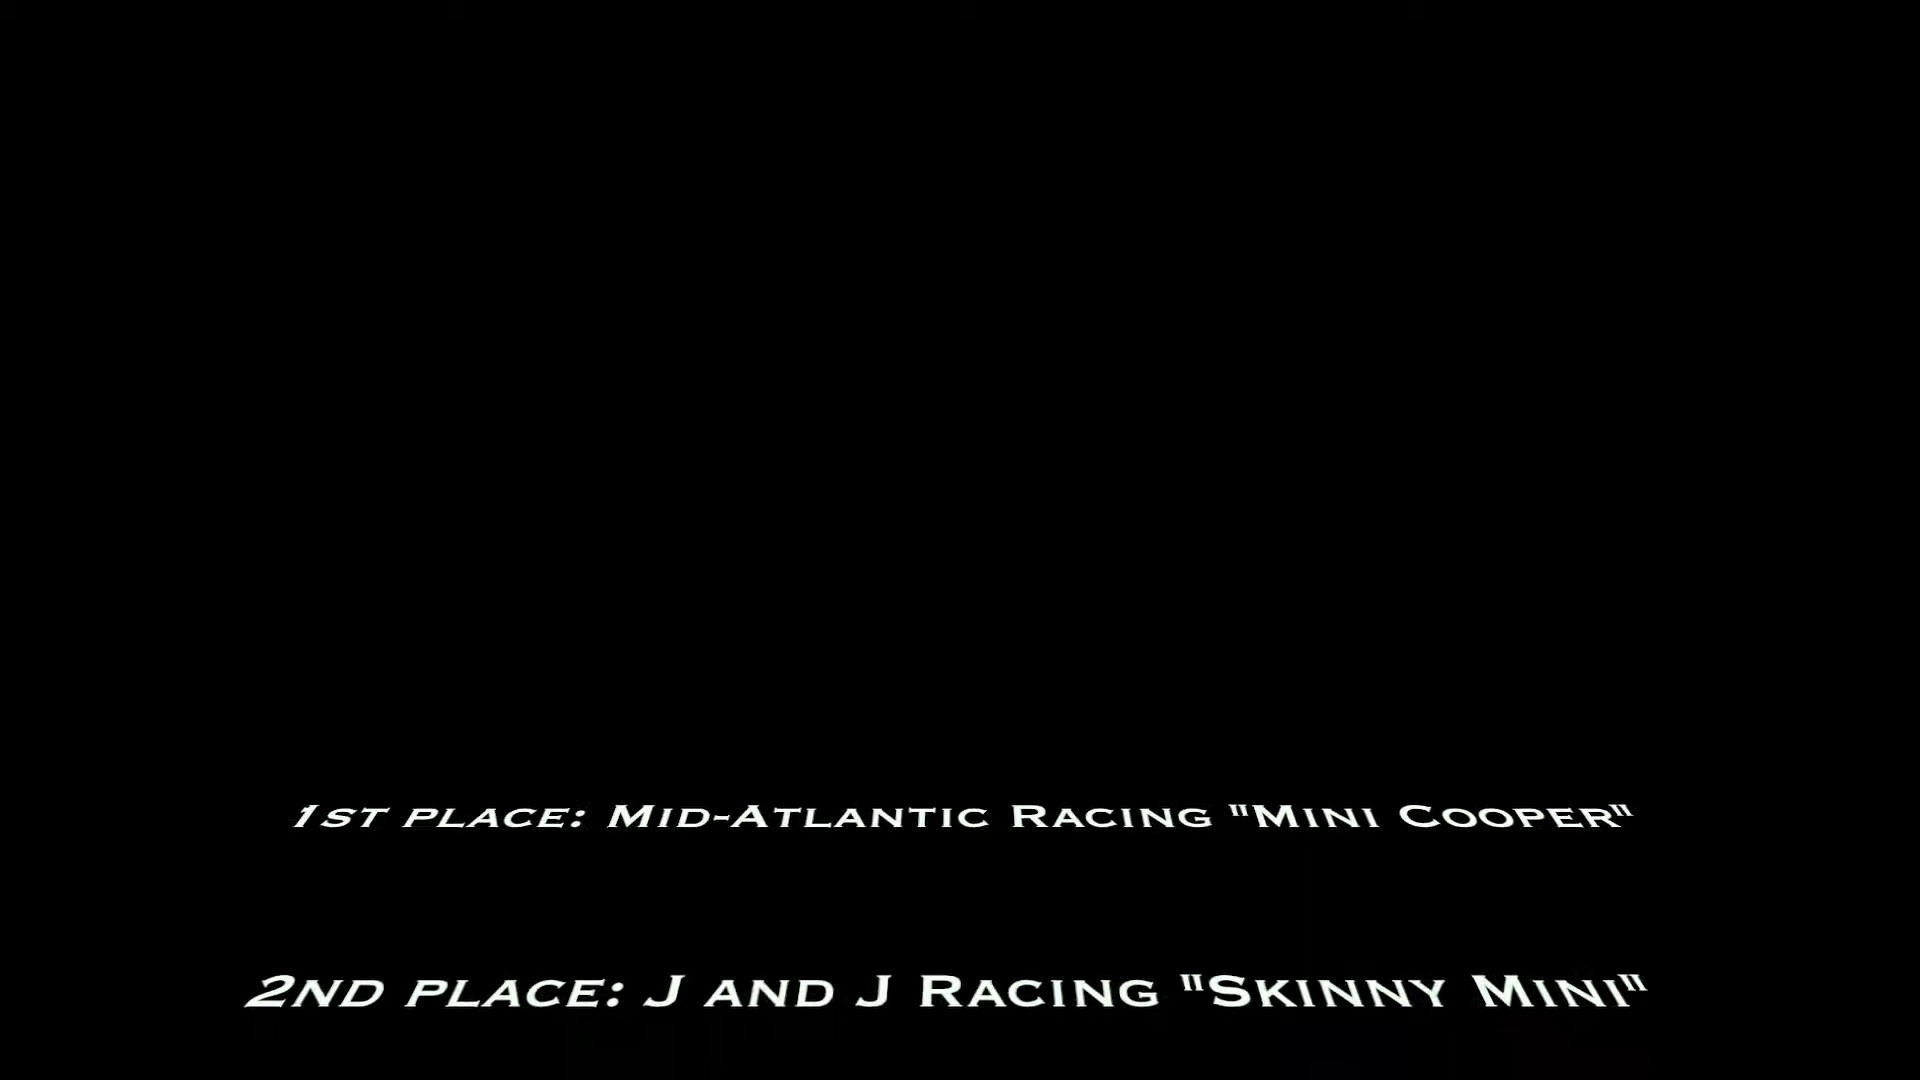 1st place: Mid-Atlantic Racing "Mini Cooper"
2nd place: J and J Racing "Skinny Mini"